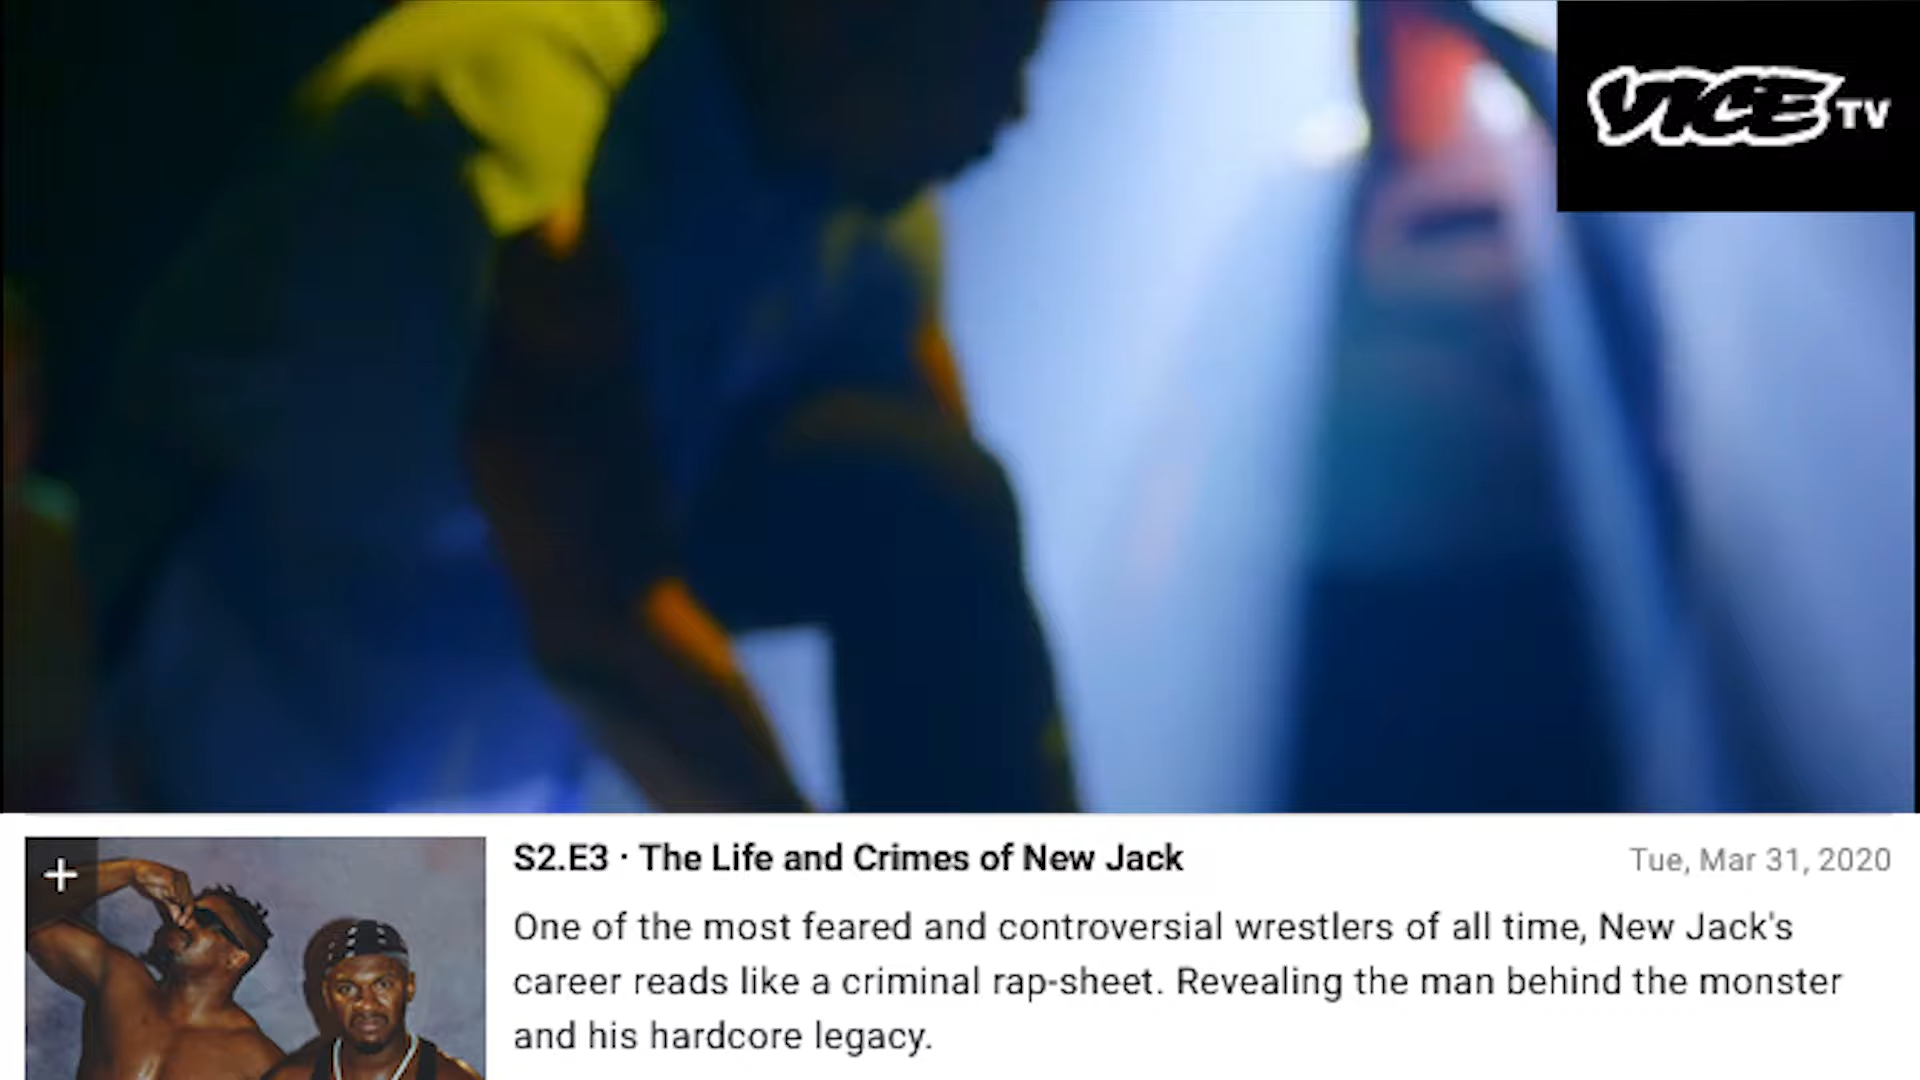 VICE TV
S2.E3 · The Life and Crimes of New Jack
Tue, Mar 31, 2020
One of the most feared and controversial wrestlers of all time, New Jack's
career reads like a criminal rap-sheet. Revealing the man behind the monster
and his hardcore legacy.